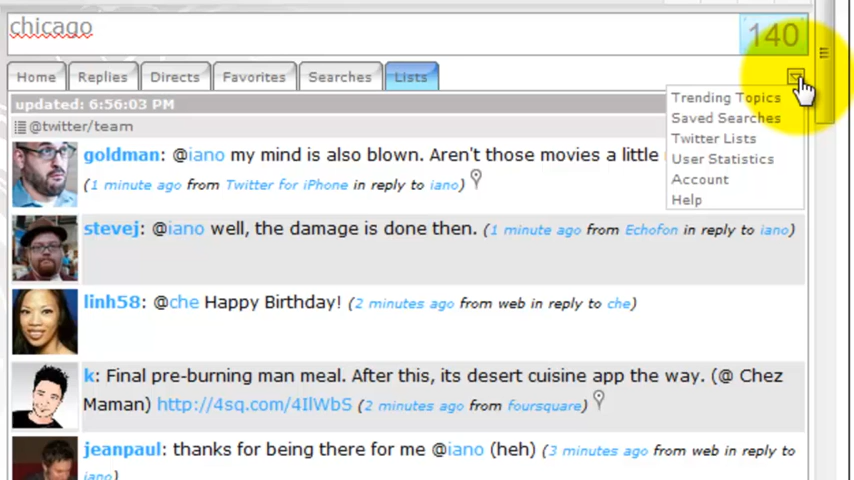 chicago
140
Home Replies Directs Favorites Searches Lists
updated: 6:56:03 PM
Trending Topics
Saved Searches
Twitter Lists
User Statistics
Account
Help
@twitter/team
goldman: @iano my mind is also blown. Aren't those movies a little
(1 minute ago from Twitter for iPhone in reply to iano)
stevej: @iano well, the damage is done then. (1 minute ago from Echofon in reply to iano)
linh58: @che Happy Birthday! (2 minutes ago from web in reply to che)
k: Final pre-burning man meal. After this, its desert cuisine app the way. (@ Chez
Maman) http://4sq.com/4IlWbS (2 minutes ago from foursquare)
jeanpaul: thanks for being there for me @iano (heh) (3 minutes ago from web in reply to
iano)